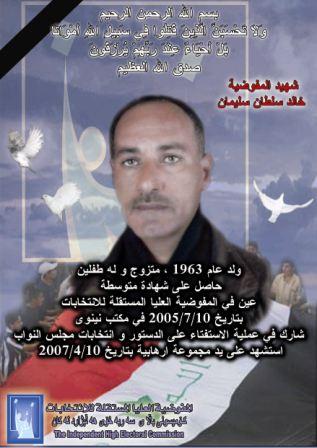 بسم الله الرحمن الرحيم
ولا تحسبن الذين قتلوا في سبيل الله أمواتا
بل أحياء عند ربهم يرزقون
صدق الله العظيم
شهيد المفوضية
خالد سلطان سليمان
ولد عام 1963 ، متزوج و له طفلين
حاصل على شهادة متوسطة
عين في المفوضية العليا المستقلة للانتخابات
بتاريخ 2005/7/10 في مكتب نينوى
شارك في عملية الاستفتاء على الدستور و انتخابات مجلس النواب
استشهد على يد مجموعة ارهابية بتاريخ 2007/4/10
المفوضية العليا المستقلة للانتخابات
The Independent High Electoral Commission